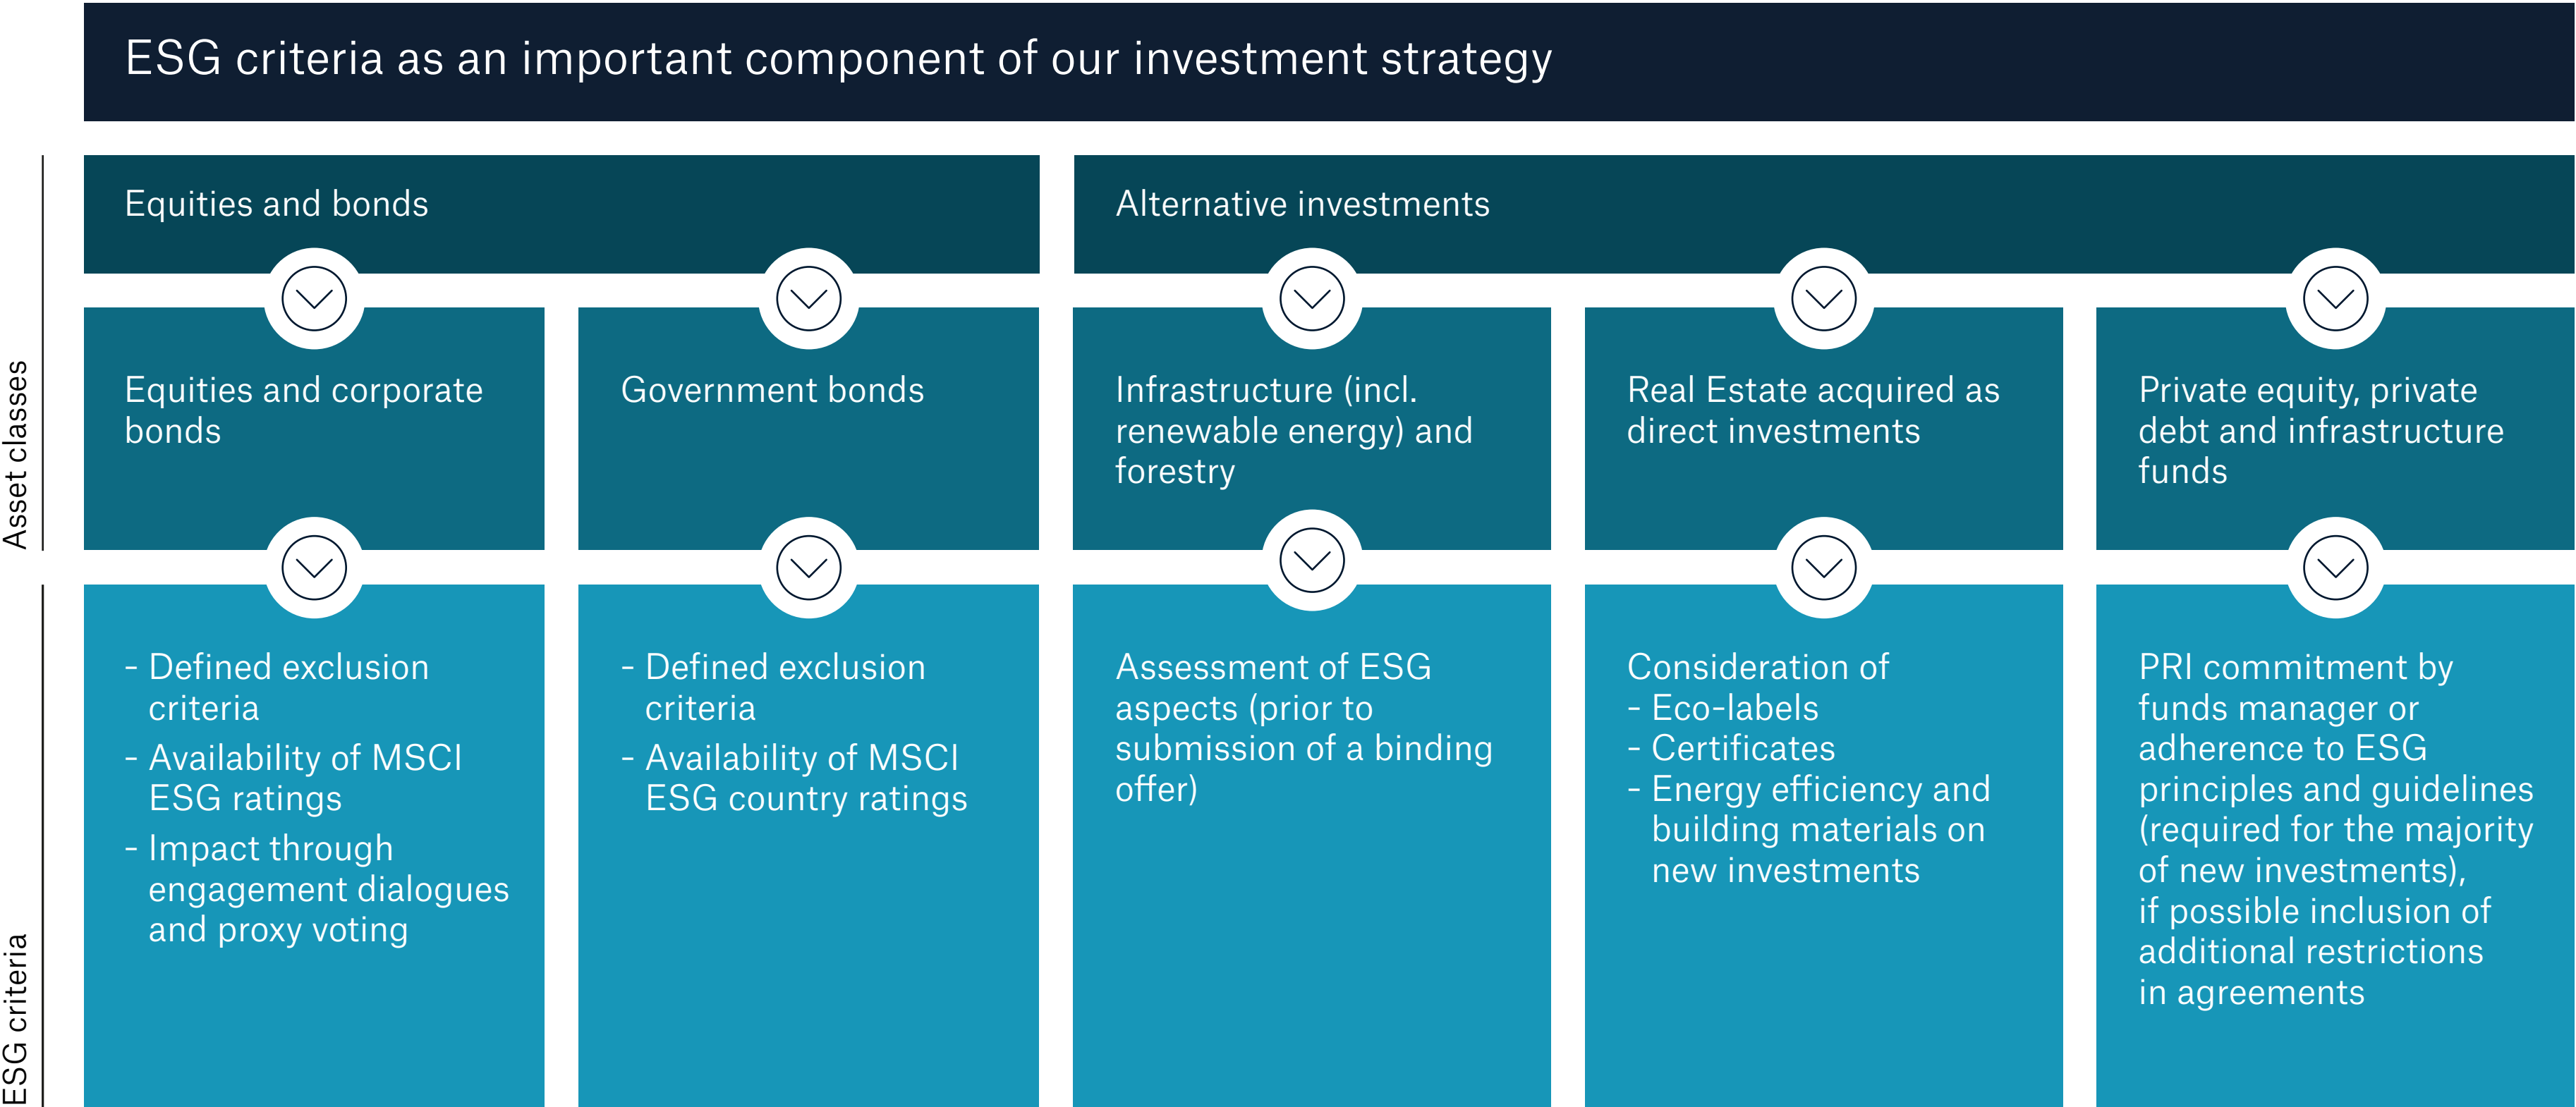 ESG criteria as an important component of our investment strategy
Asset classes
Equities and bonds
Alternative investments
Equities and corporate
bonds
Government bonds
Infrastructure (incl.
renewable energy) and
forestry
Real Estate acquired as
direct investments
Private equity, private
debt and infrastructure
funds
ESG criteria
- Defined exclusion
criteria
- Availability of MSCI
ESG ratings
- Impact through
engagement dialogues
and proxy voting
- Defined exclusion
criteria
- Availability of MSCI
ESG country ratings
Assessment of ESG
aspects (prior to
submission of a binding
offer)
Consideration of
- Eco-labels
- Certificates
- Energy efficiency and
building materials on
new investments
PRI commitment by
funds manager or
adherence to ESG
principles and guidelines
(required for the majority
of new investments),
if possible inclusion of
additional restrictions
in agreements